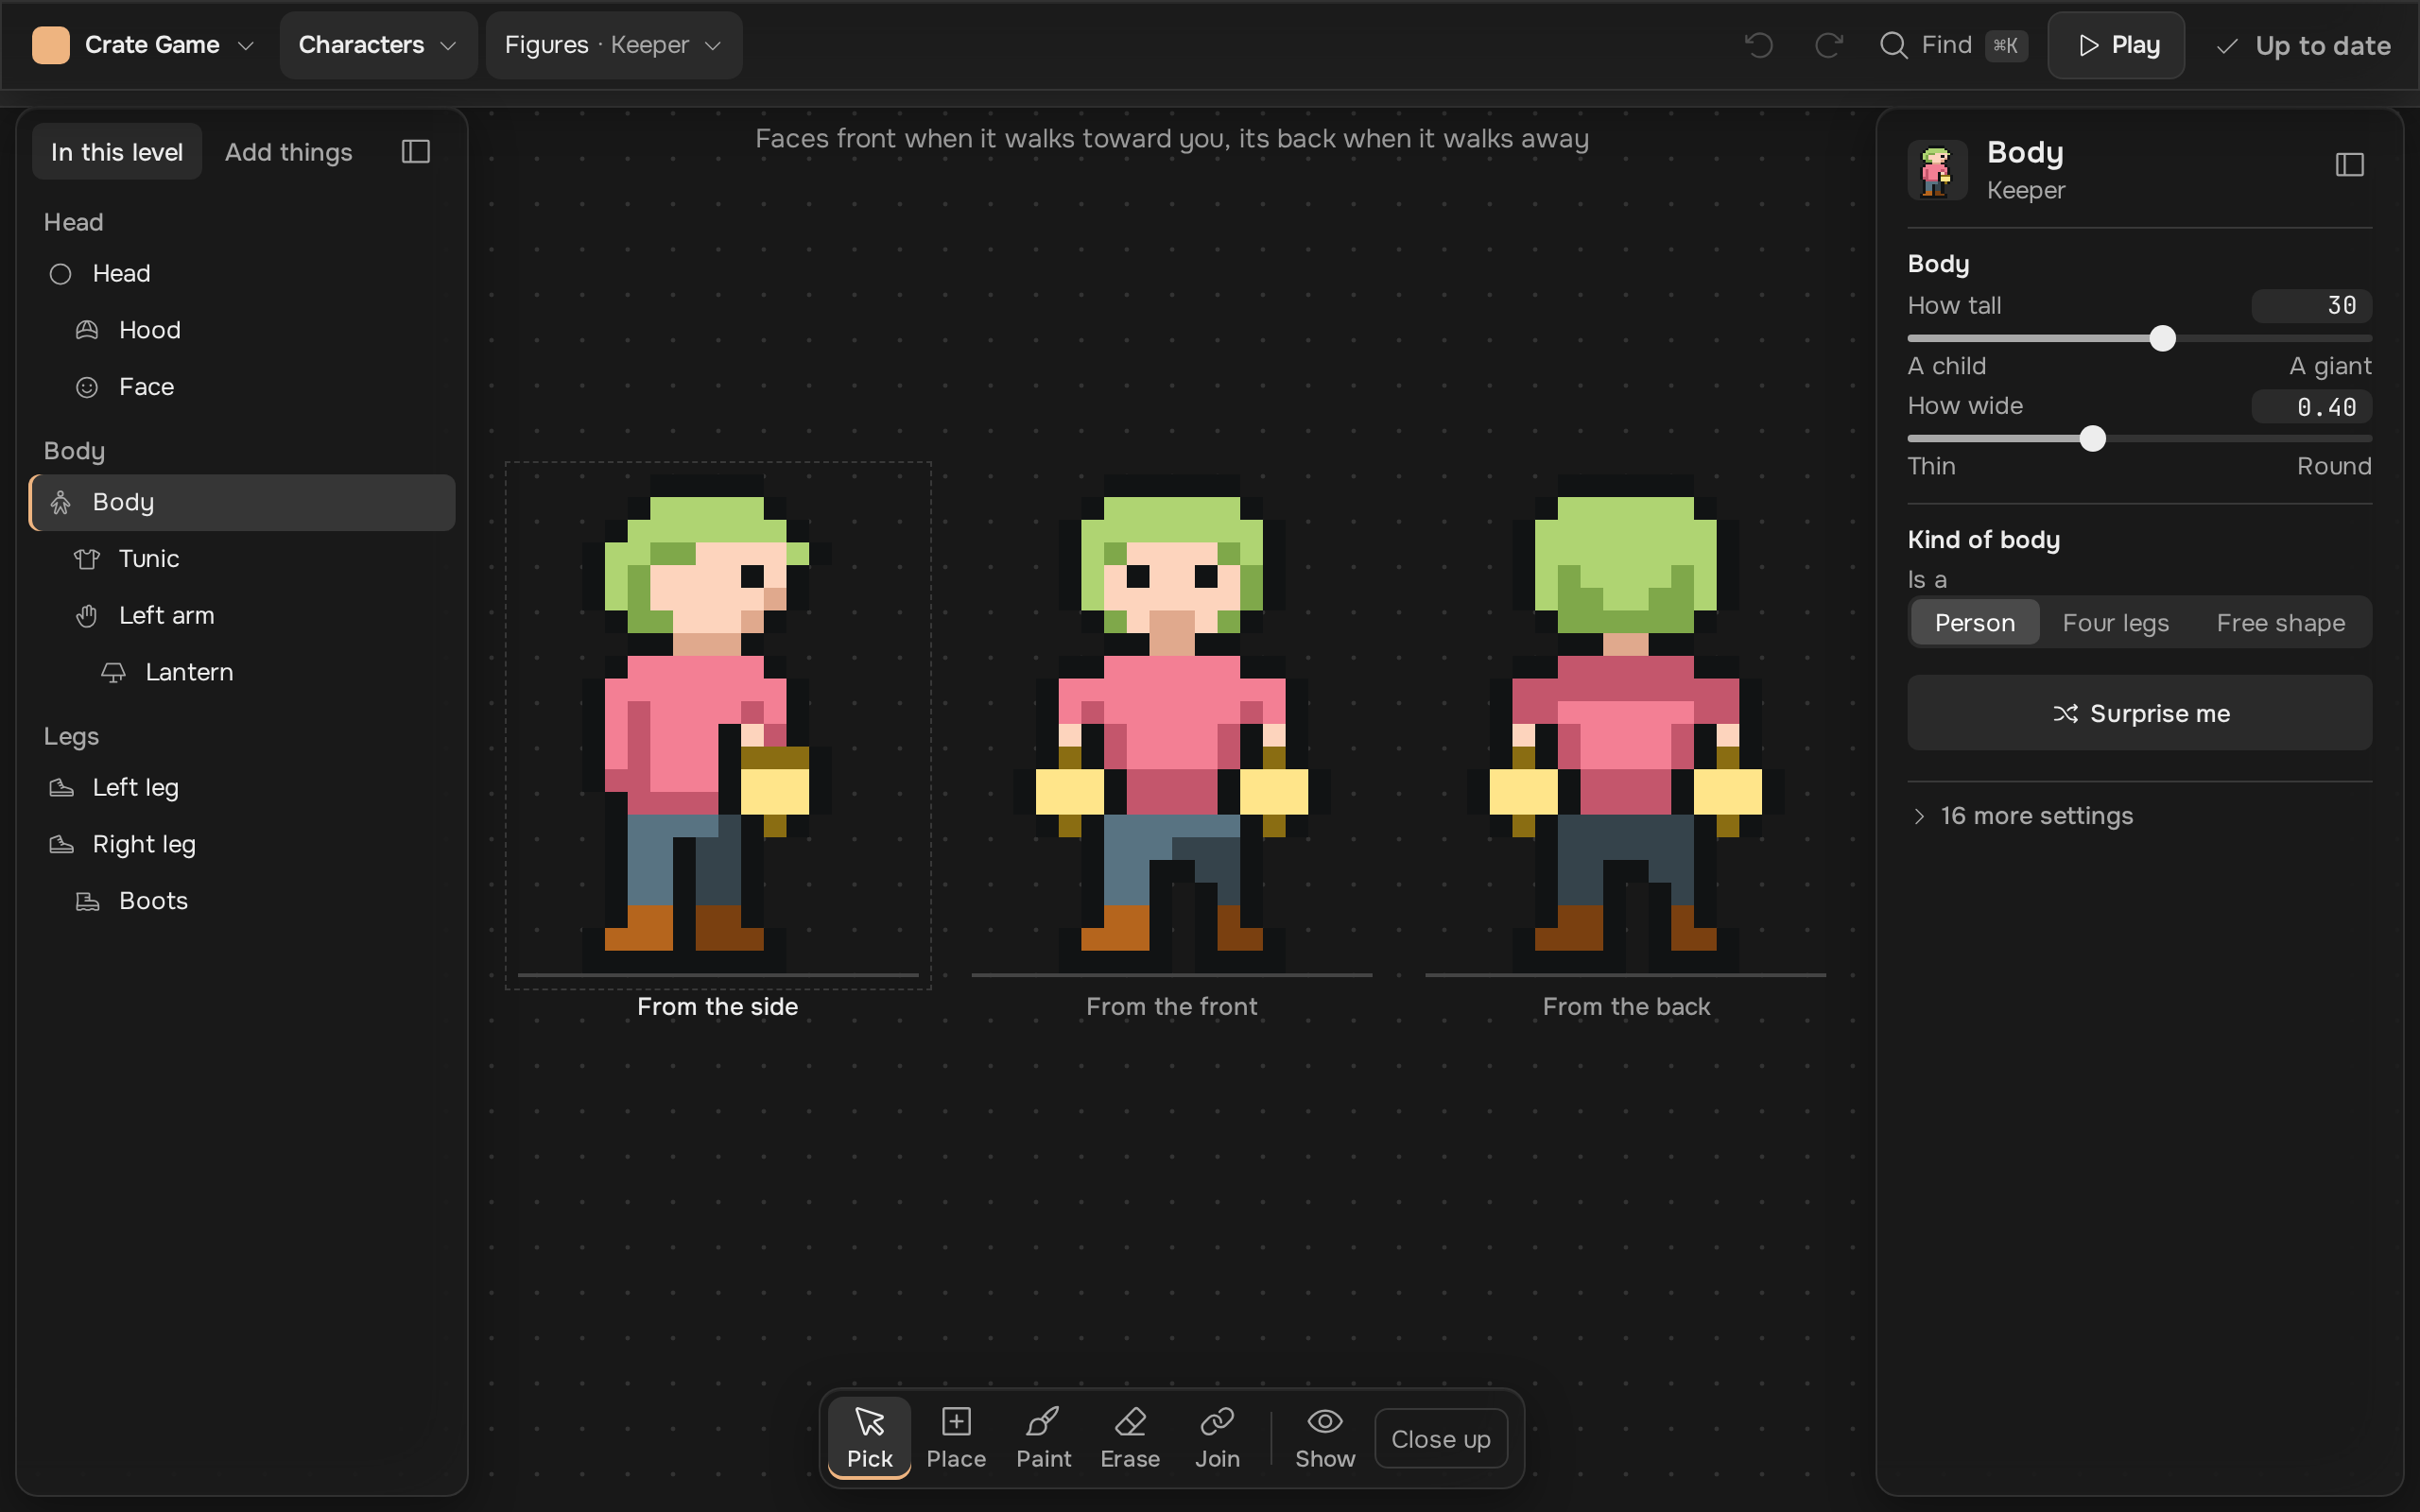 Crate Game
Characters
Figures · Keeper
Find ⌘K
Play
Up to date
In this level
Add things
Head
Head
Hood
Face
Body
Body
Tunic
Left arm
Lantern
Legs
Left leg
Right leg
Boots
Faces front when it walks toward you, its back when it walks away
From the side
From the front
From the back
Pick
Place
Paint
Erase
Join
Show
Close up
Body
Keeper
Body
How tall 30
A child A giant
How wide 0.40
Thin Round
Kind of body
Is a
Person Four legs Free shape
Surprise me
16 more settings